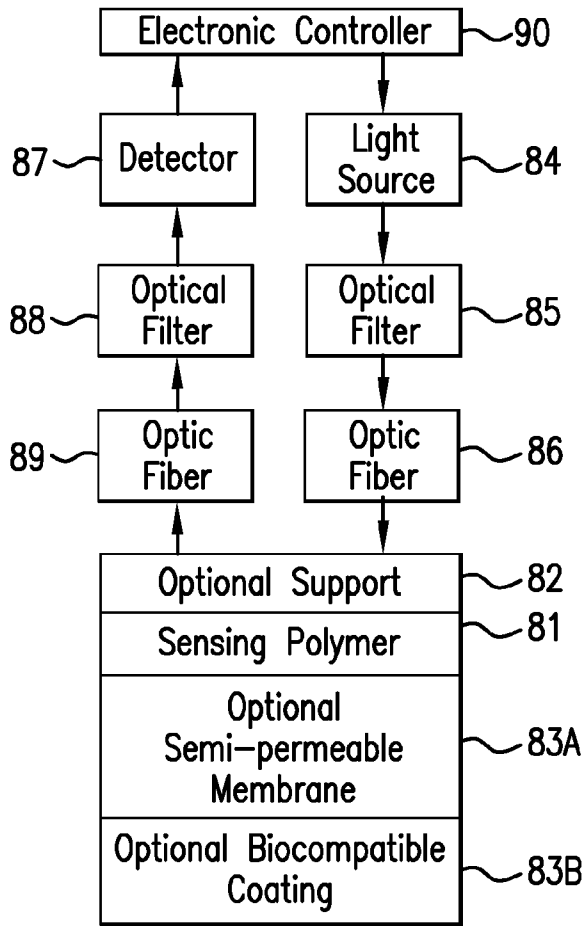 Electronic Controller
90
87
Detector
Light
Source
84
88
Optical
Filter
Optical
Filter
85
89
Optic
Fiber
Optic
Fiber
86
Optional Support
82
Sensing Polymer
81
Optional
Semi-permeable
Membrane
83A
Optional Biocompatible
Coating
83B